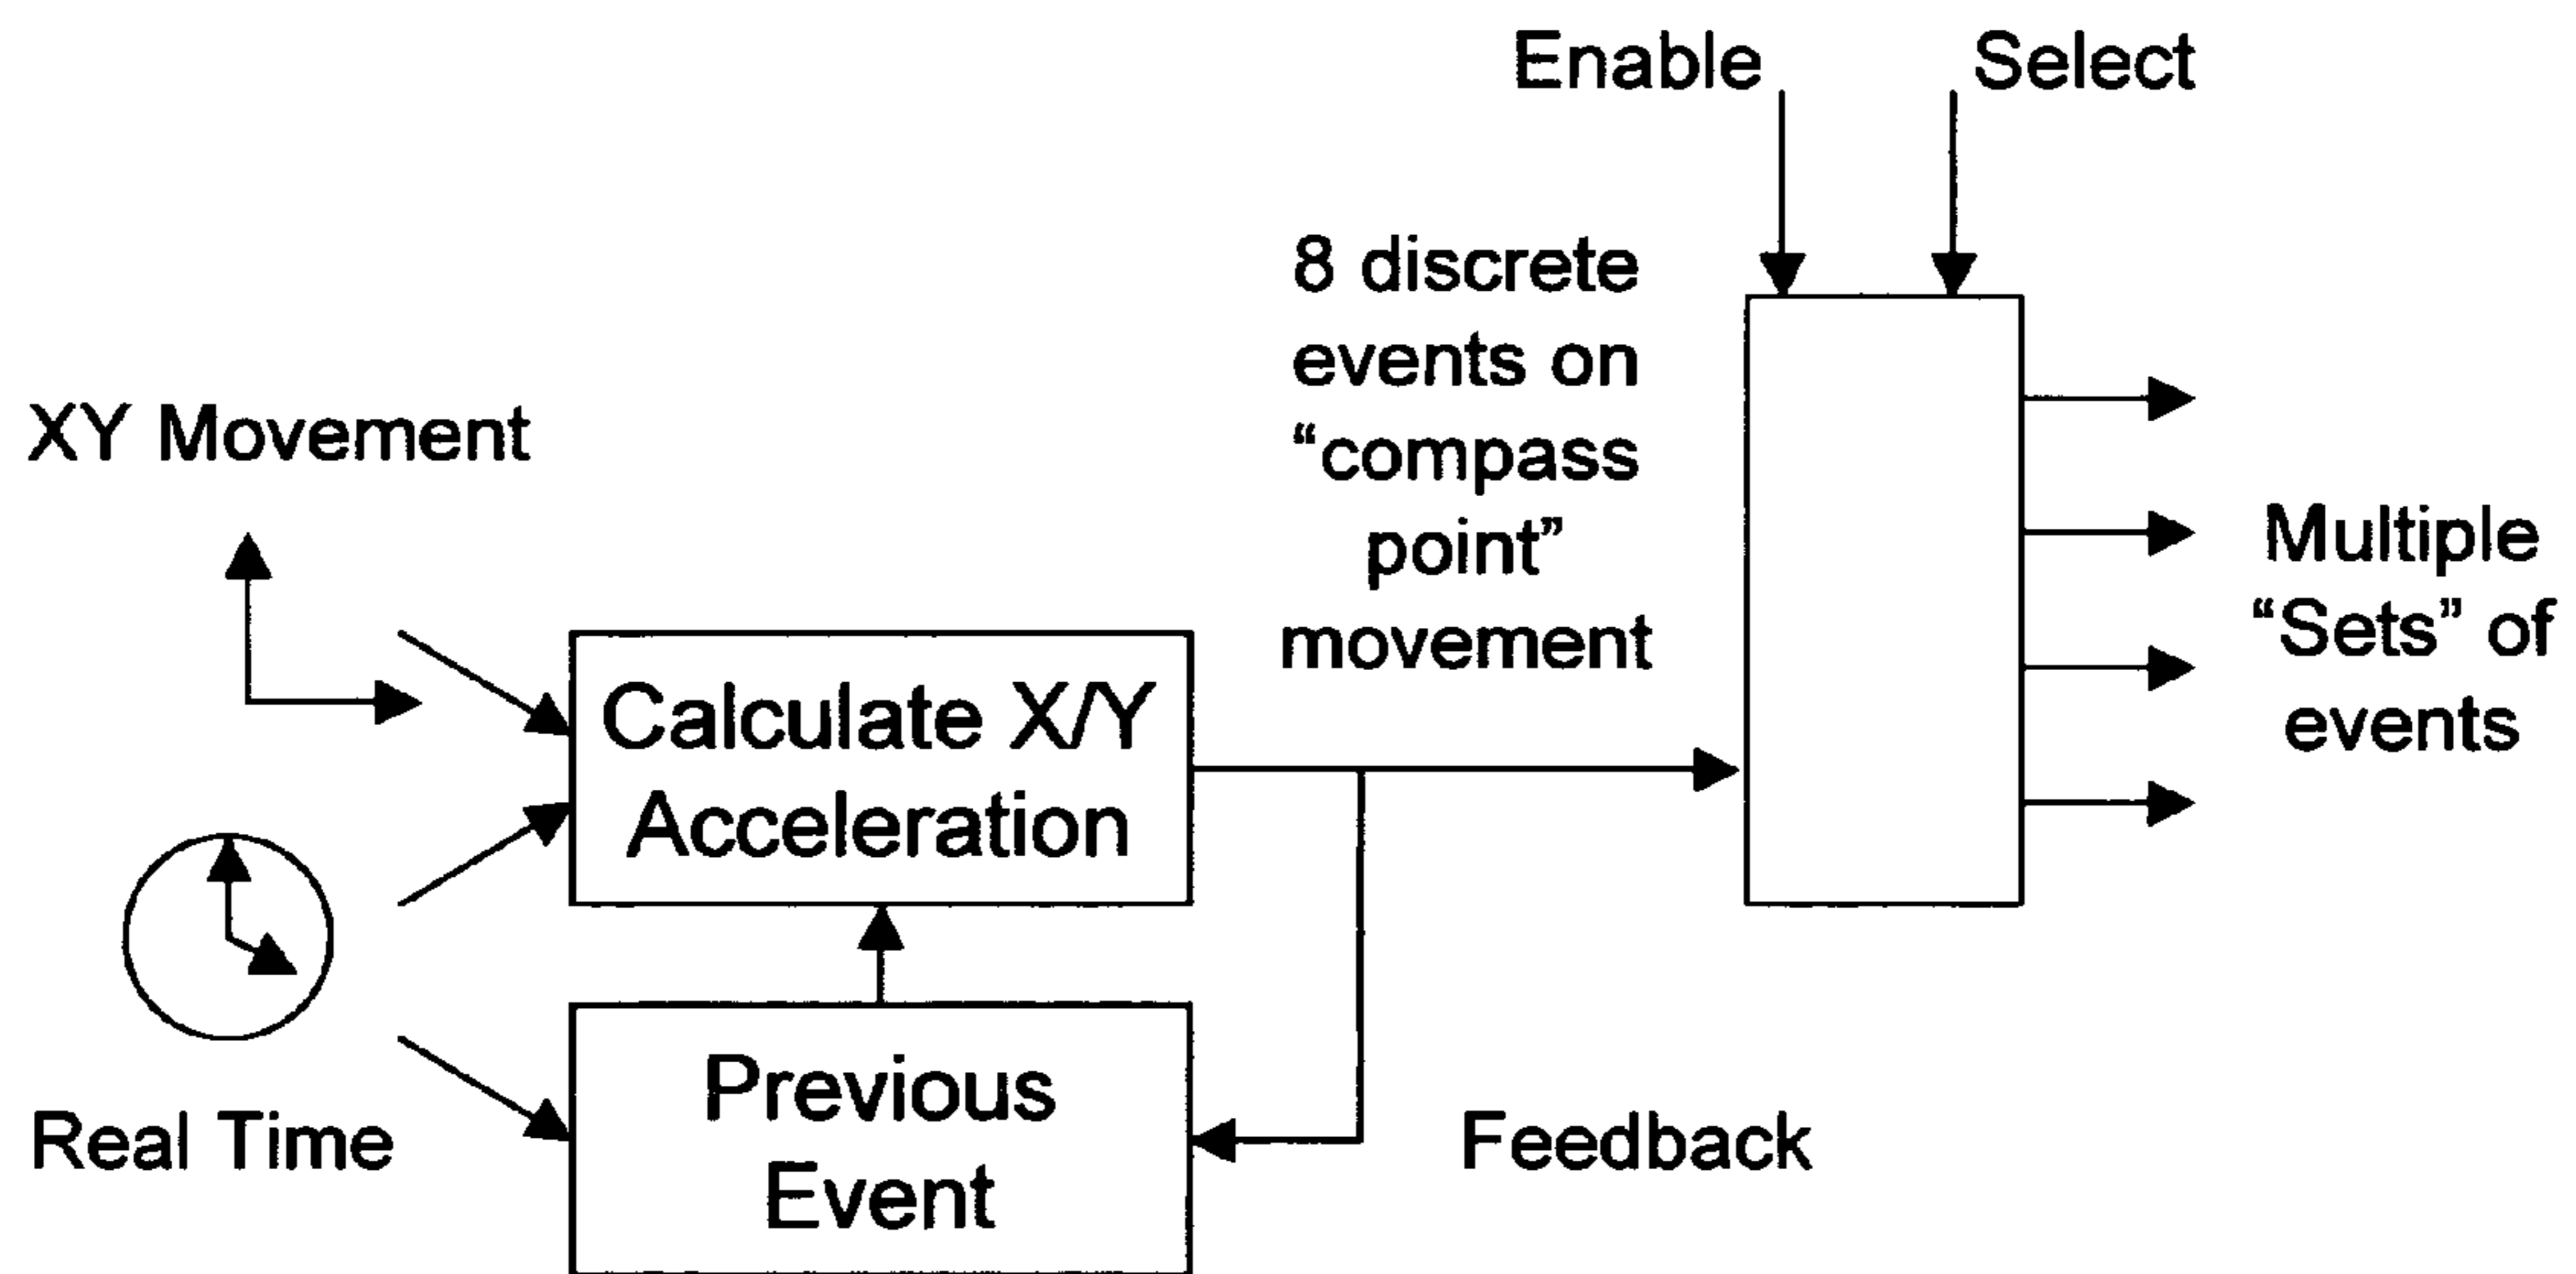 Enable
Select
8 discrete
events on
“compass
point”
movement
XY Movement
Multiple
“Sets” of
events
Calculate X/Y
Acceleration
Real Time
Previous
Event
Feedback